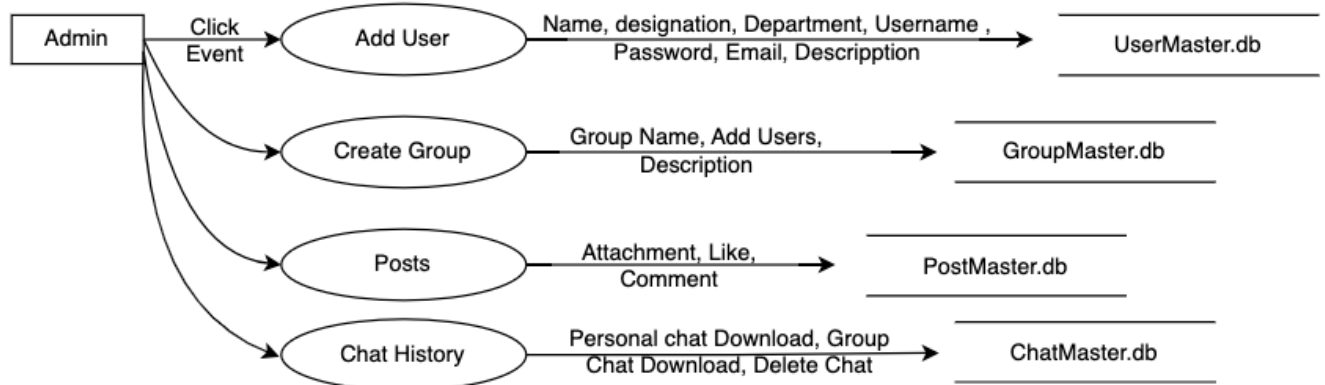 Admin
Click
Event
Add User
Name, designation, Department, Username ,
Password, Email, Descripption
UserMaster.db
Create Group
Group Name, Add Users,
Description
GroupMaster.db
Posts
Attachment, Like,
Comment
PostMaster.db
Chat History
Personal chat Download, Group
Chat Download, Delete Chat
ChatMaster.db